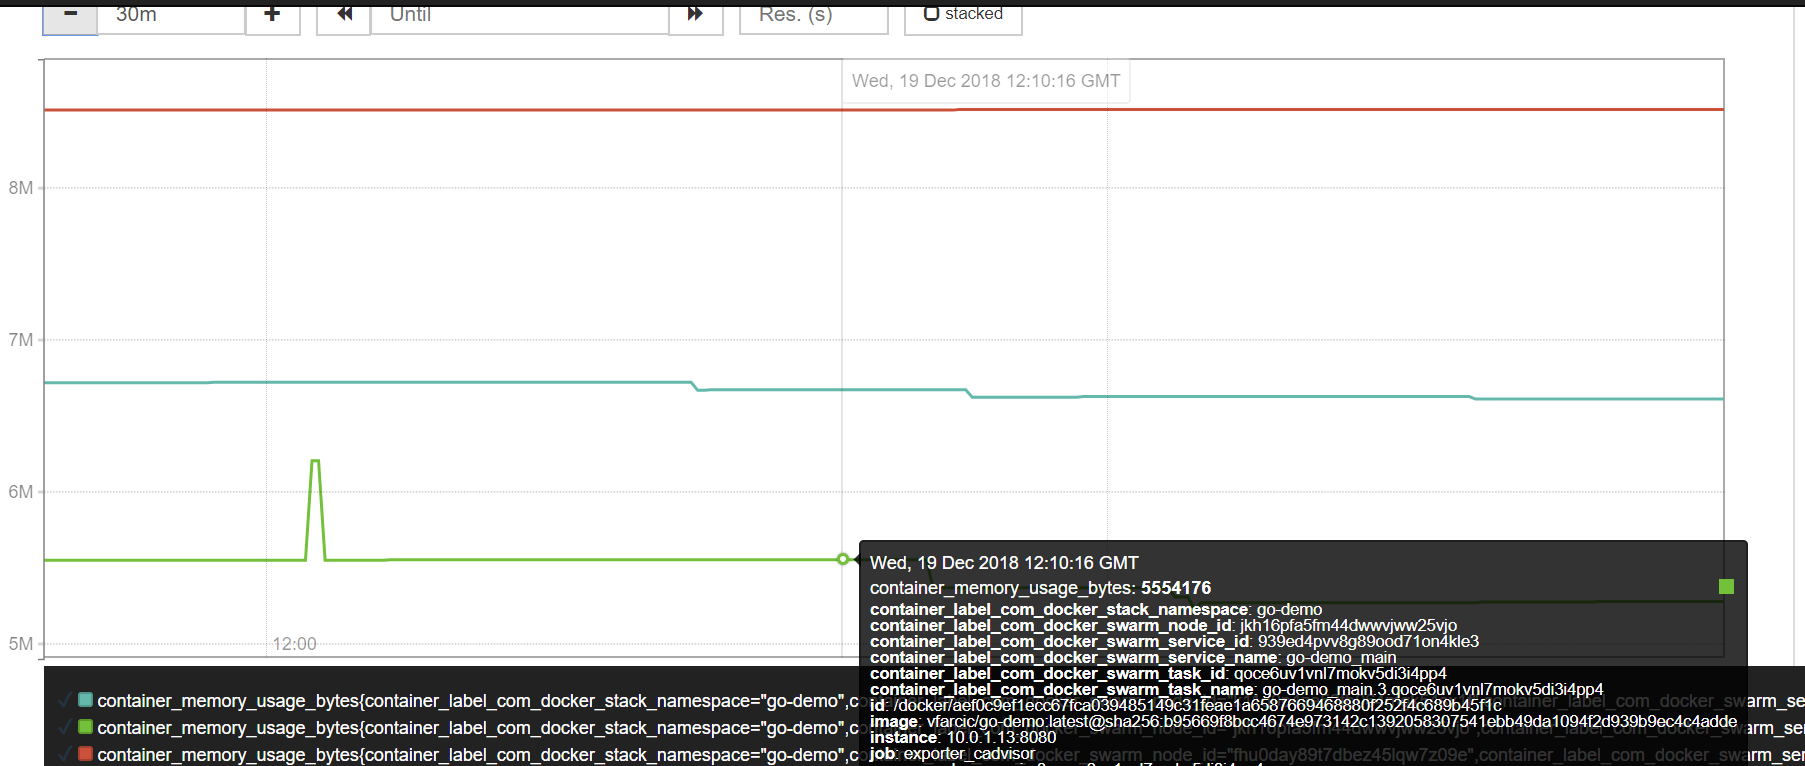 30m
Until
Res. (s)
stacked
Wed, 19 Dec 2018 12:10:16 GMT
8M
7M
6M
5M
12:00
Wed, 19 Dec 2018 12:10:16 GMT
container_memory_usage_bytes: 5554176
container_label_com_docker_stack_namespace: go-demo
container_label_com_docker_swarm_node_id: jkh16pfa5fm44dwwvjww25vjo
container_label_com_docker_swarm_service_id: 939ed4pvv8g89ood71on4kle3
container_label_com_docker_swarm_service_name: go-demo_main
container_label_com_docker_swarm_task_id: qoce6uv1vnl7mokv5di3i4pp4
container_label_com_docker_swarm_task_name: go-demo_main.3.qoce6uv1vnl7mokv5di3i4pp4
id: /docker/aef0c9ef1ecc67fca039485149c31feae1a6587669468880f252f4c689b45f1c
image: vfarcic/go-demo:latest@sha256:b95669f8bcc4674e973142c1392058307541ebb49da1094f2d939b9ec4c4adde
instance: 10.0.1.13:8080
job: exporter_cadvisor
container_memory_usage_bytes{container_label_com_docker_stack_namespace="go-demo",co
container_memory_usage_bytes{container_label_com_docker_stack_namespace="go-demo",co
container_memory_usage_bytes{container_label_com_docker_stack_namespace="go-demo",co